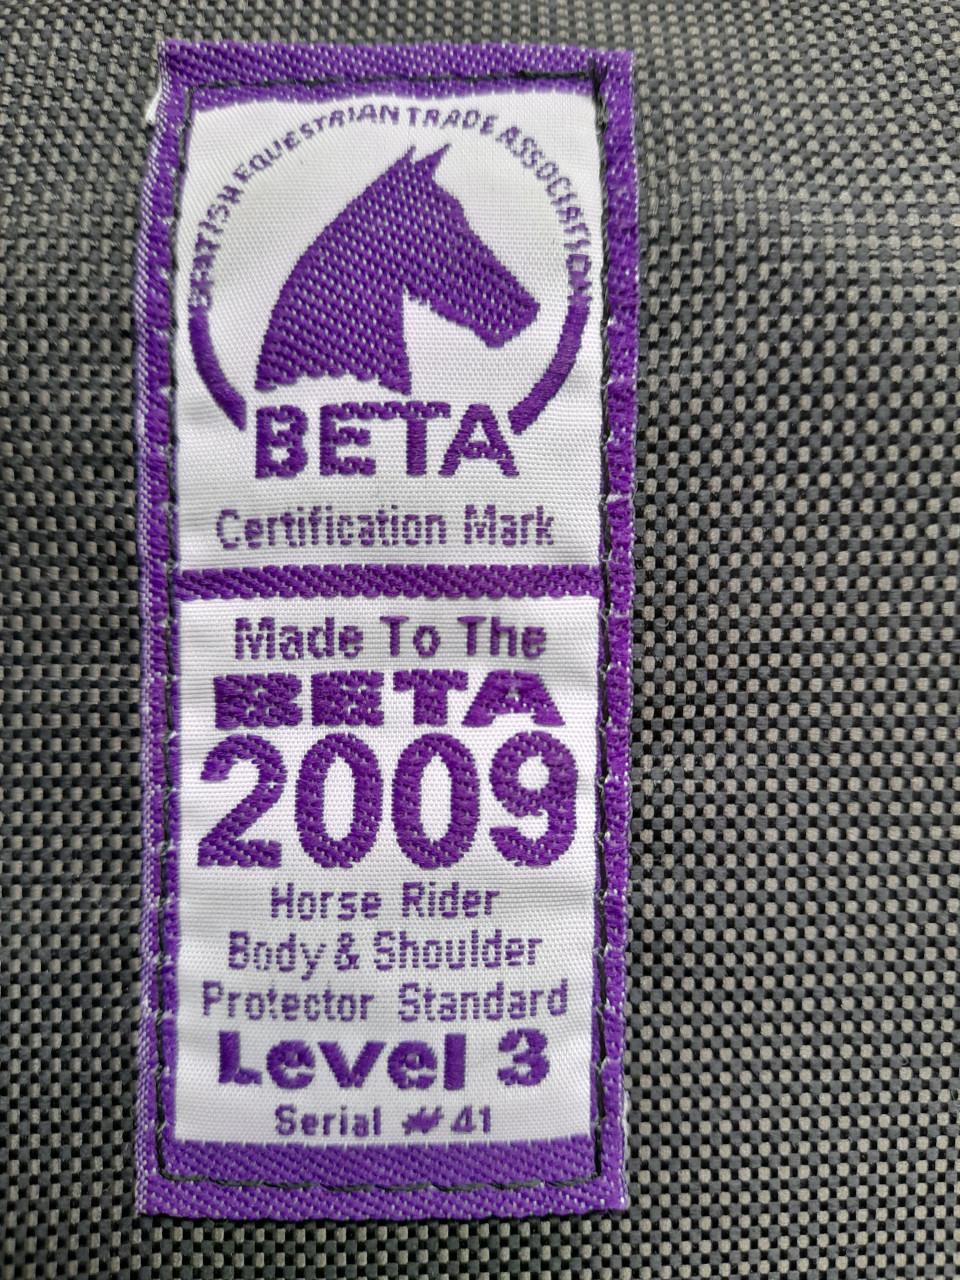 BRITISH EQUESTRIAN TRADE ASSOCIATION
BETA
Certification Mark
Made To The
BETA
2009
Horse Rider
Body & Shoulder
Protector Standard
Level 3
Serial # 41